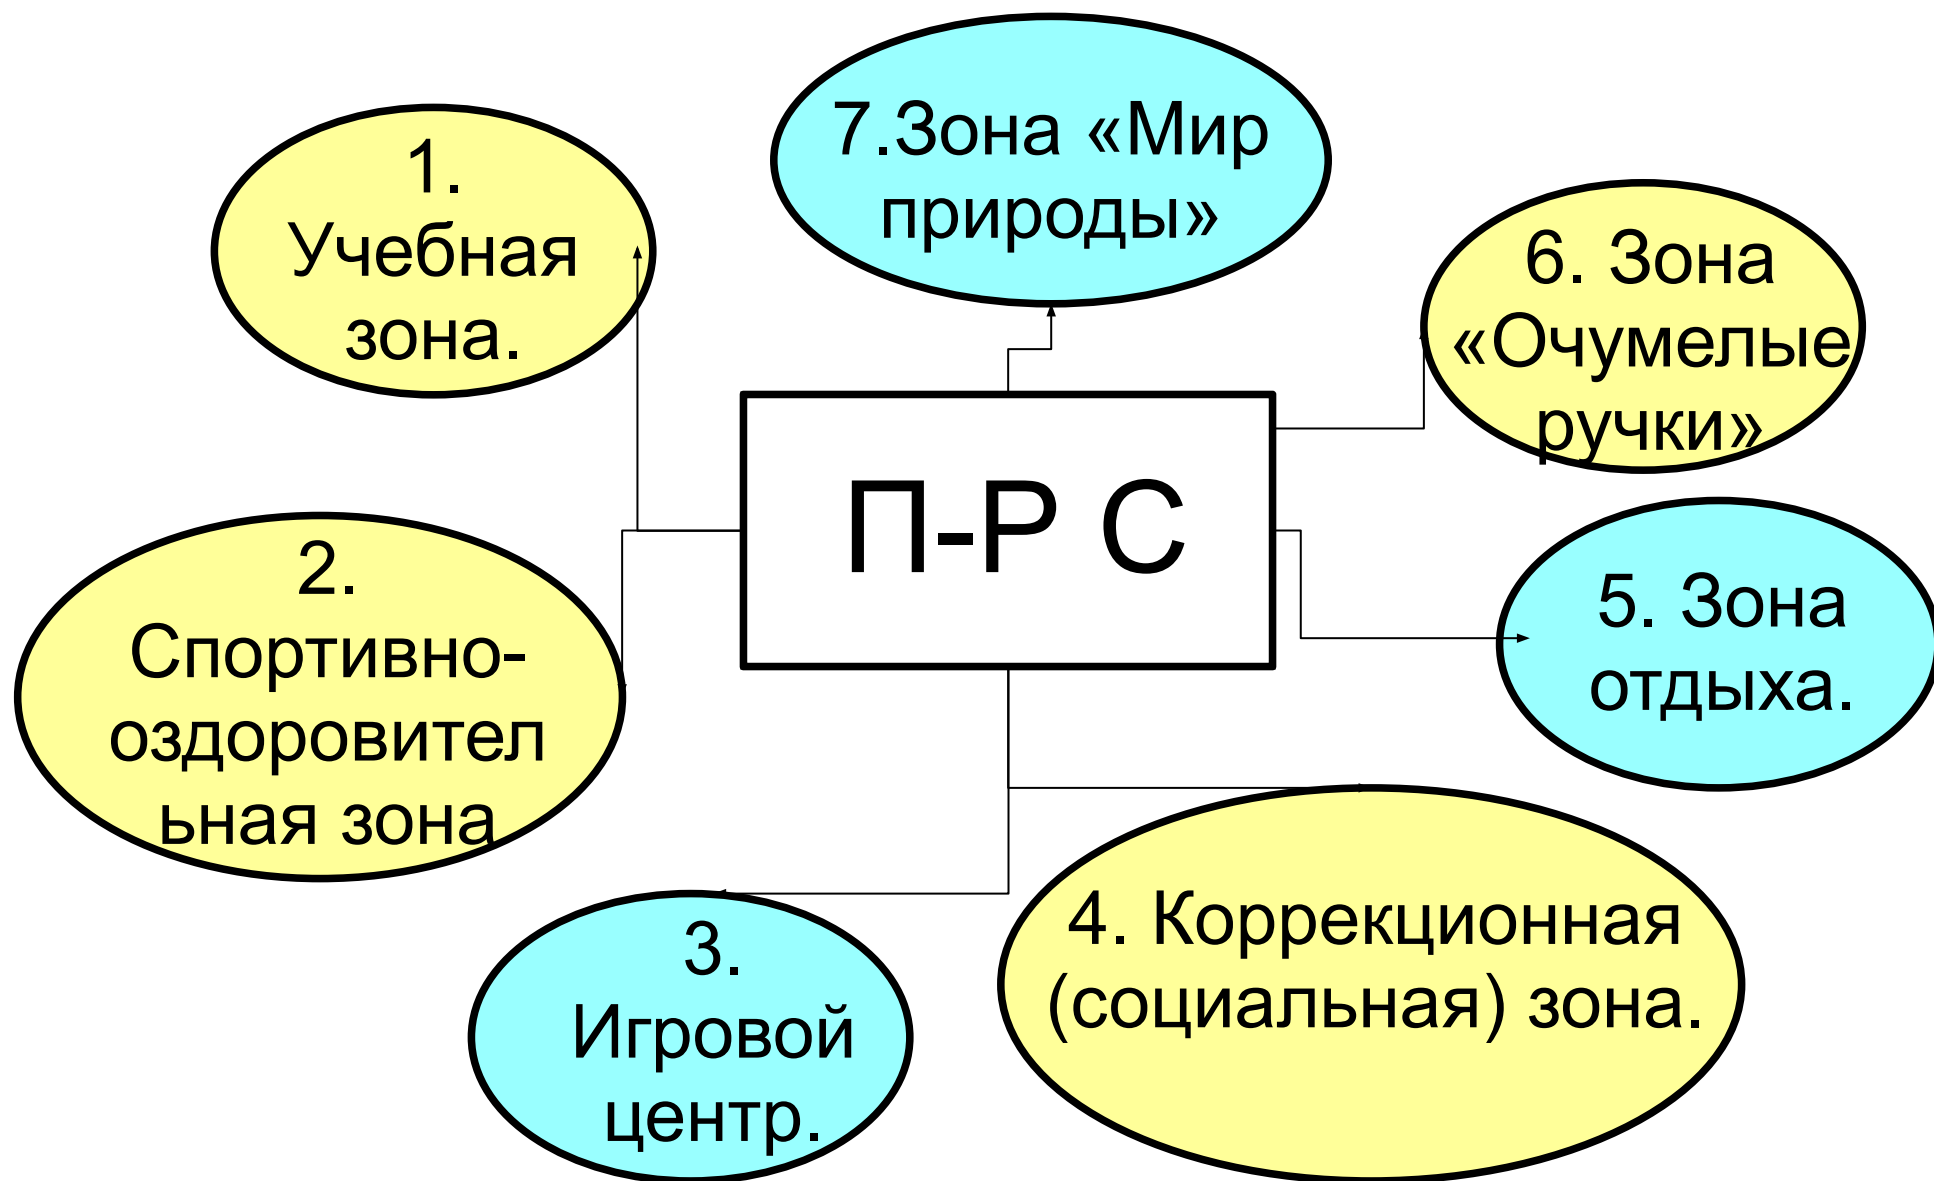 1.
Учебная
зона.
2.
Спортивно-
оздоровител
ьная зона
3.
Игровой
центр.
4. Коррекционная
(социальная) зона.
5. Зона
отдыха.
6. Зона
«Очумелые
ручки»
7.Зона «Мир
природы»
П-Р С